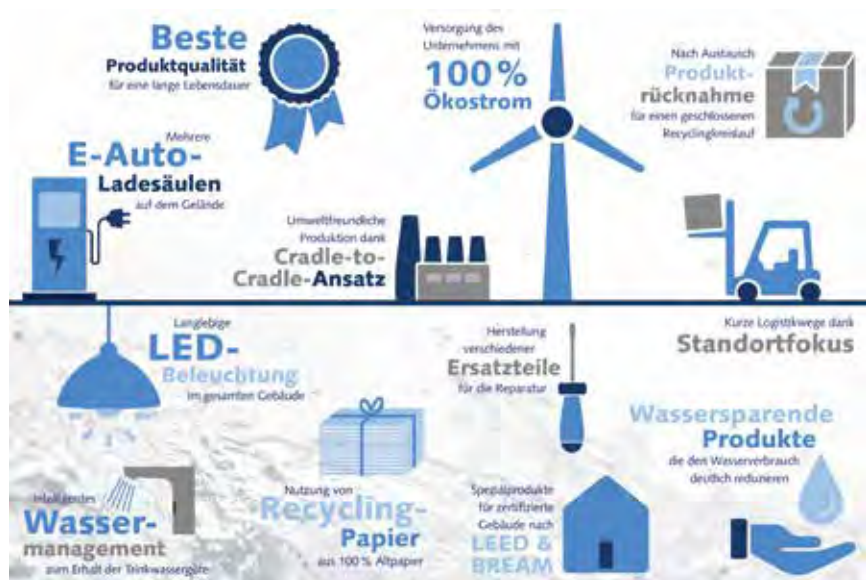 Beste
Produktqualität
für eine lange Lebensdauer
Versorgung des
Unternehmens mit
100 %
Ökostrom
Nach Austausch
Produkt-
rücknahme
für einen geschlossenen
Recyclingkreislauf
Mehrere
E-Auto-
Ladesäulen
auf dem Gelände
Umweltfreundliche
Produktion dank
Cradle-to-
Cradle-Ansatz
Langlebige
LED-
Beleuchtung
im gesamten Gebäude
Herstellung
verschiedener
Ersatzteile
für die Reparatur
Kurze Logistikwege dank
Standortfokus
Wassersparende
Produkte
die den Wasserverbrauch
deutlich reduzieren
Intelligentes
Wasser-
management
zum Erhalt der Trinkwassergüte
Nutzung von
Recycling-
Papier
aus 100 % Altpapier
Spezialprodukte
für zertifizierte
Gebäude nach
LEED &
BREAM